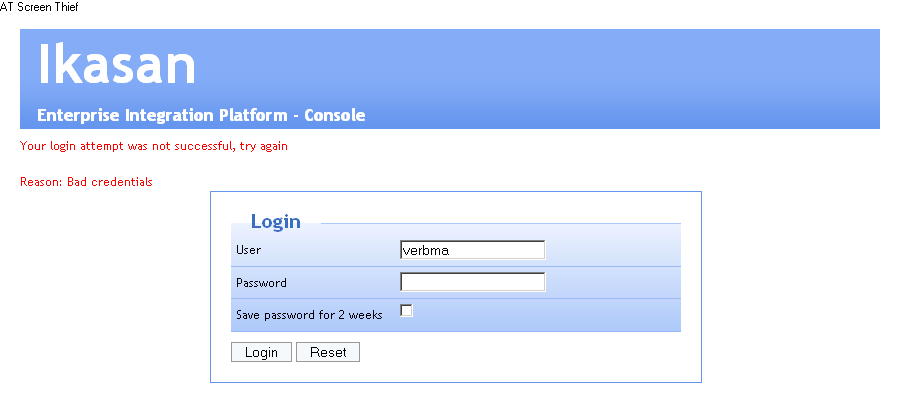 AT Screen Thief
Ikasan
Enterprise Integration Platform - Console
Your login attempt was not successful, try again
Reason: Bad credentials
Login
User verbma
Password
Save password for 2 weeks
Login Reset